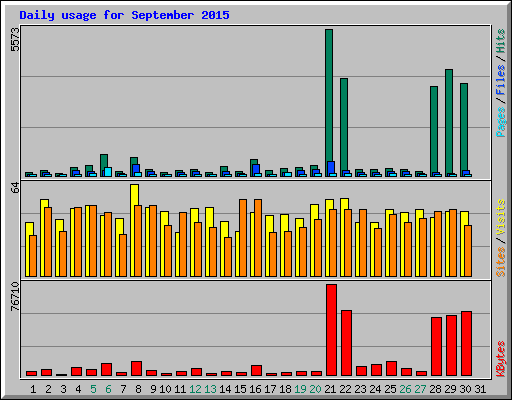 Daily usage for September 2015
5573
Pages / Files / Hits
64
Sites / Visits
76710
KBytes
1 2 3 4 5 6 7 8 9 10 11 12 13 14 15 16 17 18 19 20 21 22 23 24 25 26 27 28 29 30 31